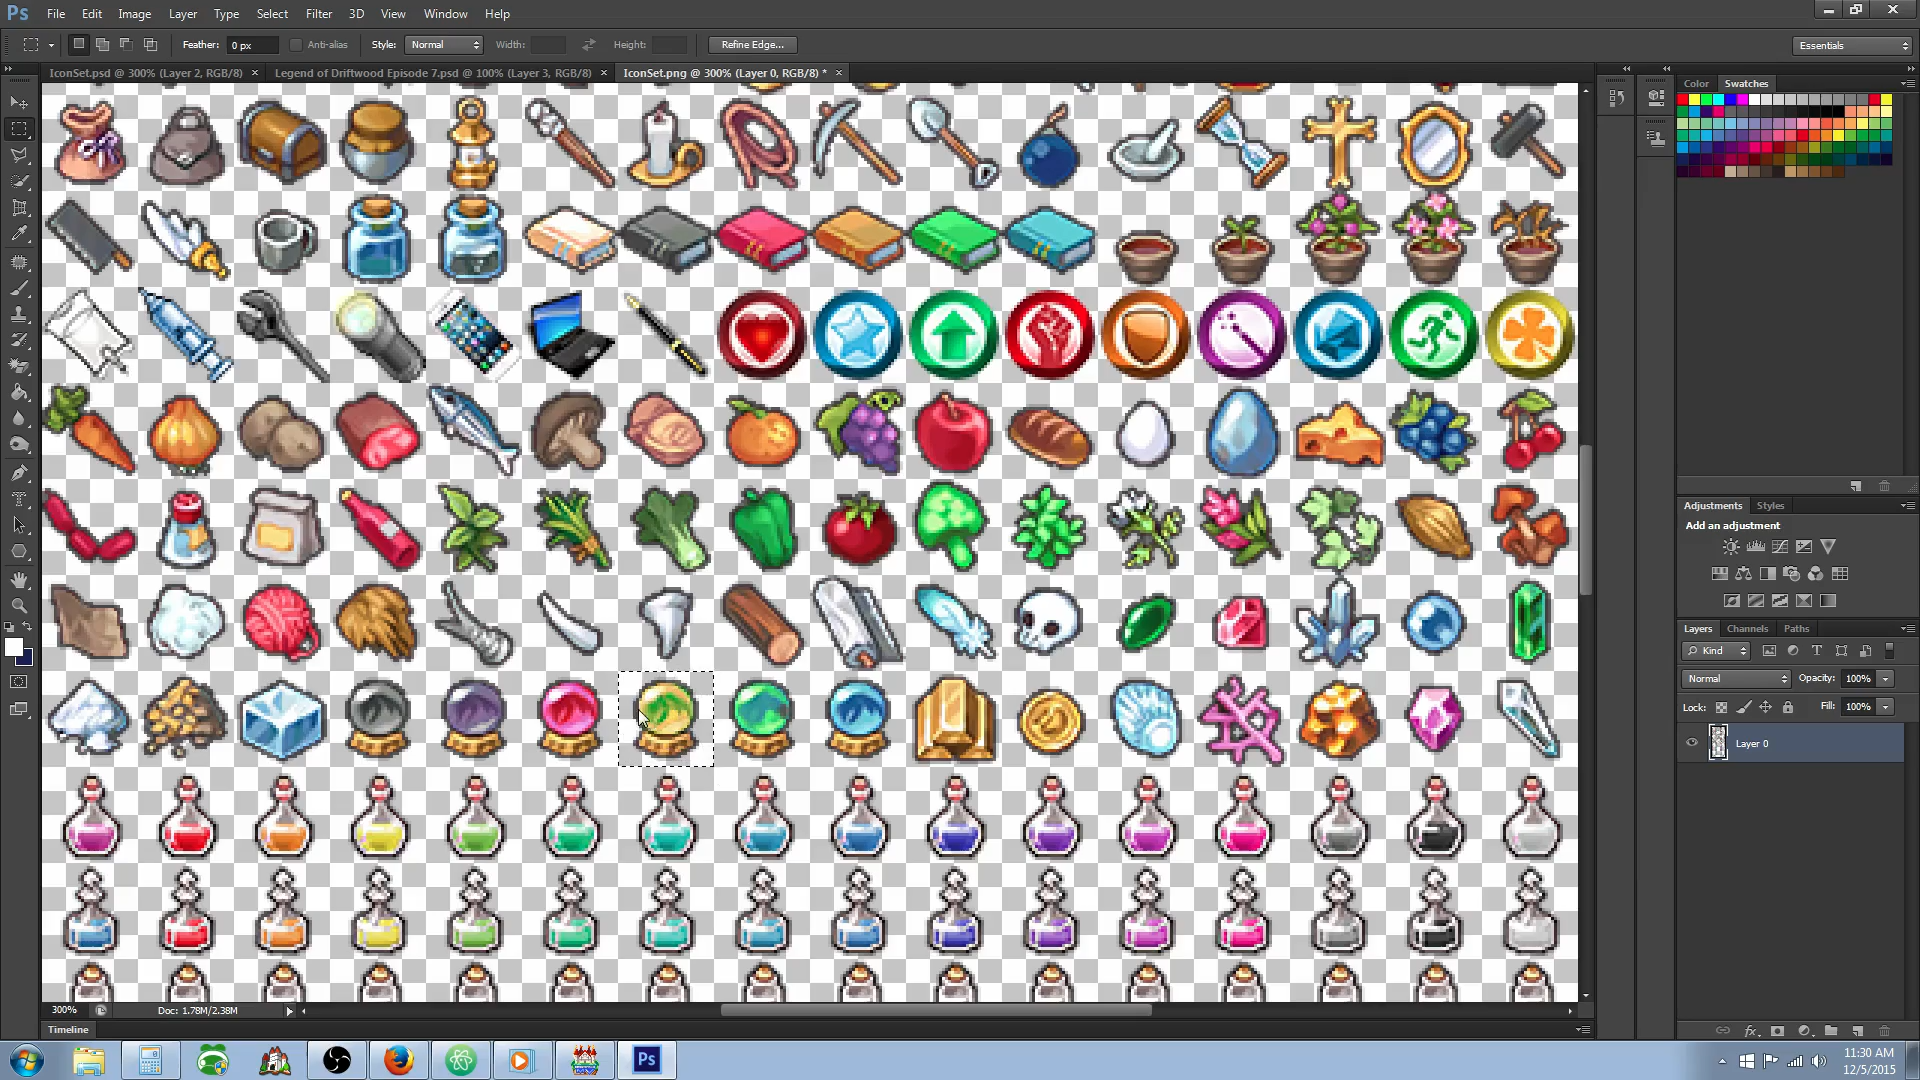 Ps File Edit Image Layer Type Select Filter 3D View Window Help
Feather: 0 px Anti-alias Style: Normal Width: Height: Refine Edge... Essentials
IconSet.psd @ 300% (Layer 2, RGB/8) × Legend of Driftwood Episode 7.psd @ 100% (Layer 3, RGB/8) × IconSet.png @ 300% (Layer 0, RGB/8) * ×
Color Swatches
Adjustments Styles
Add an adjustment
Layers Channels Paths
Kind
Normal Opacity: 100%
Lock: Fill: 100%
Layer 0
300% Doc: 1.78M/2.38M
Timeline
Ps
11:30 AM
12/5/2015